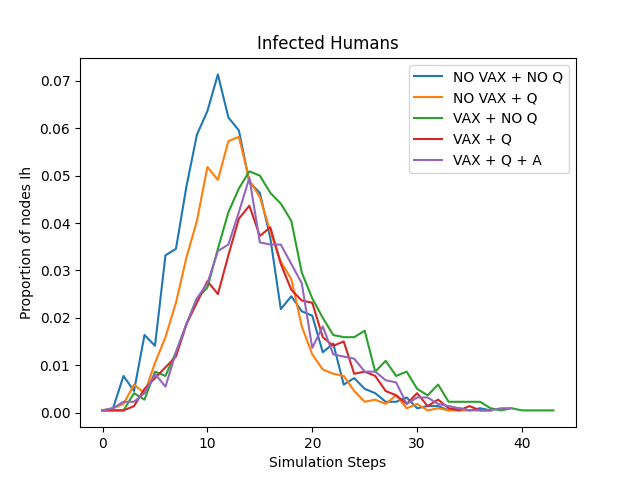 Infected Humans
NO VAX + NO Q
NO VAX + Q
VAX + NO Q
VAX + Q
VAX + Q + A
Proportion of nodes Ih
0.07
0.06
0.05
0.04
0.03
0.02
0.01
0.00
0 10 20 30 40
Simulation Steps